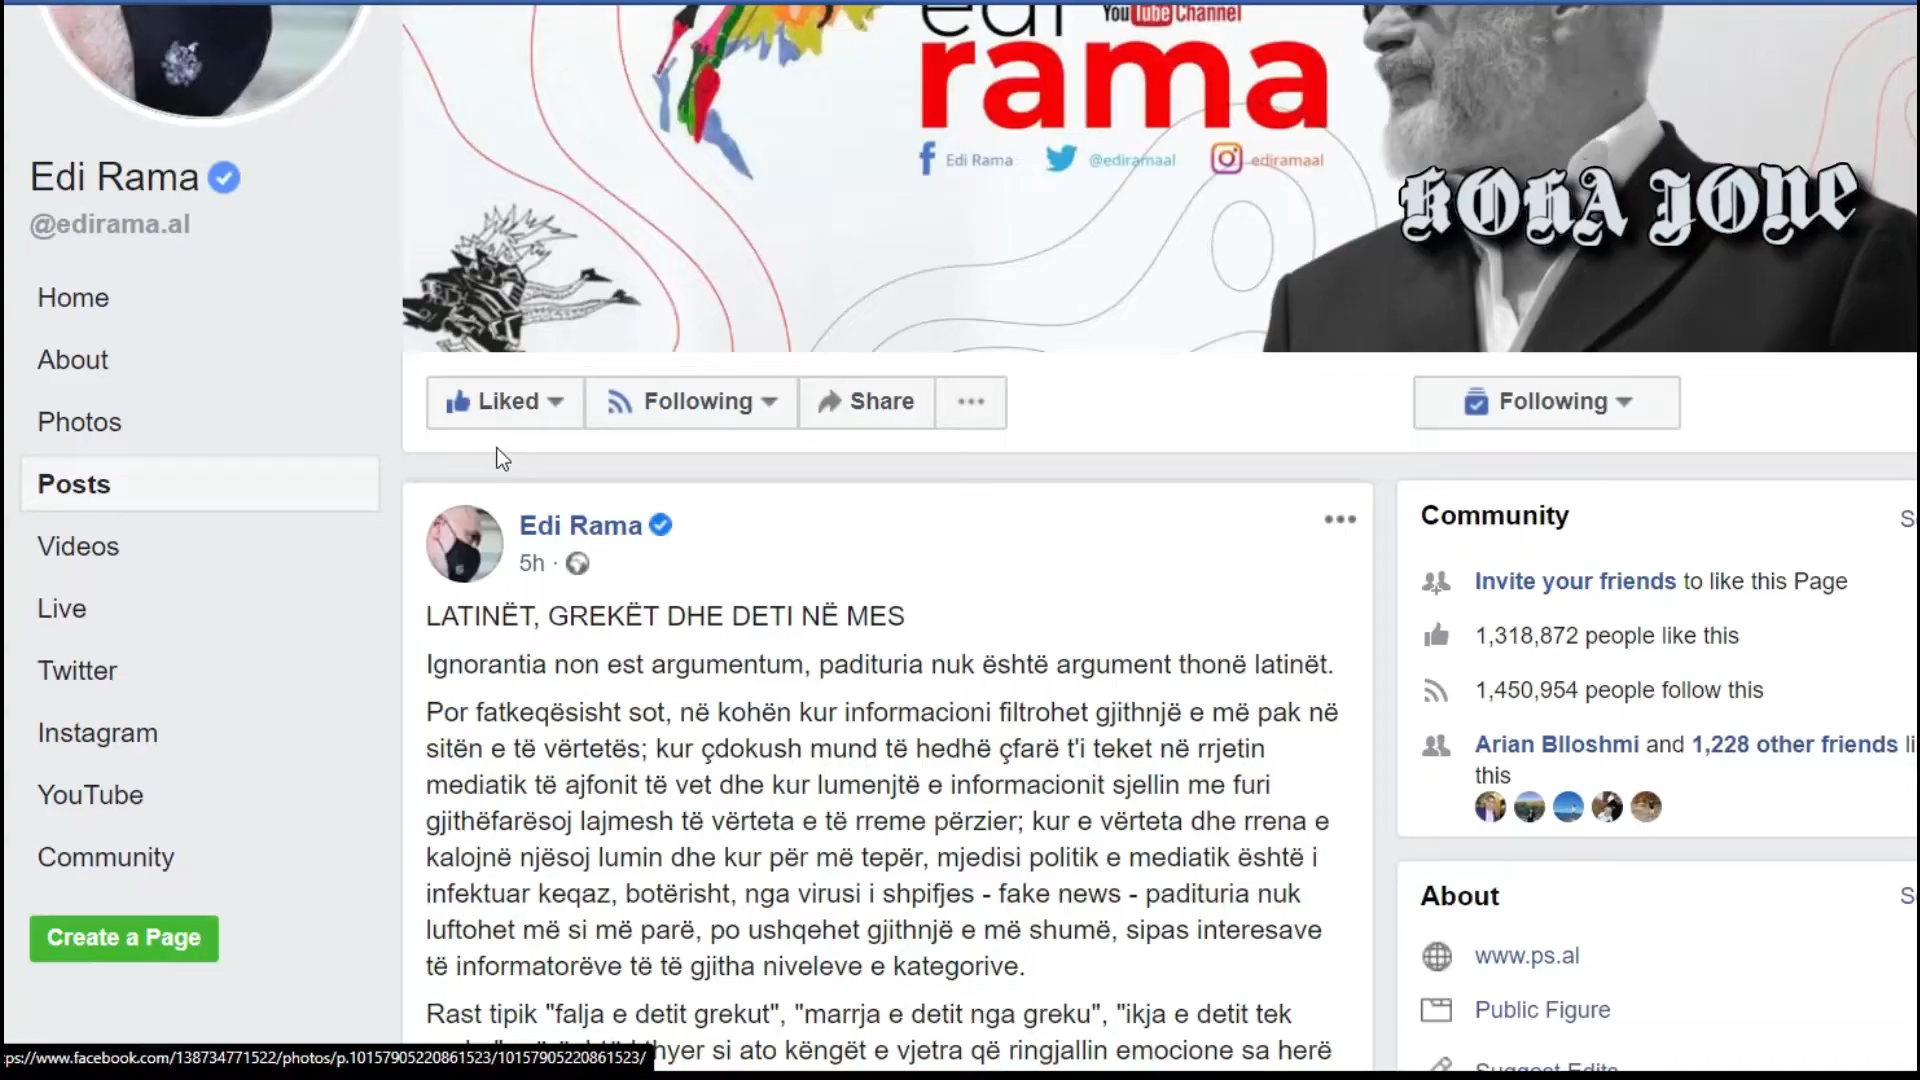 edi
YouTube Channel
rama
Edi Rama
@ediramaal
ediramaal
KOHA JONE
Edi Rama
@edirama.al
Home
About
Photos
Posts
Videos
Live
Twitter
Instagram
YouTube
Community
Create a Page
Liked
Following
Share
Following
Edi Rama
5h ·
LATINËT, GREKËT DHE DETI NË MES
Ignorantia non est argumentum, padituria nuk është argument thonë latinët.
Por fatkeqësisht sot, në kohën kur informacioni filtrohet gjithnjë e më pak në
sitën e të vërtetës; kur çdokush mund të hedhë çfarë t'i teket në rrjetin
mediatik të ajfonit të vet dhe kur lumenjtë e informacionit sjellin me furi
gjithëfarësoj lajmesh të vërteta e të rreme përzier; kur e vërteta dhe rrena e
kalojnë njësoj lumin dhe kur për më tepër, mjedisi politik e mediatik është i
infektuar keqaz, botërisht, nga virusi i shpifjes - fake news - padituria nuk
luftohet më si më parë, po ushqehet gjithnjë e më shumë, sipas interesave
të informatorëve të të gjitha niveleve e kategorive.
Rast tipik "falja e detit grekut", "marrja e detit nga greku", "ikja e detit tek
thyer si ato këngët e vjetra që ringjallin emocione sa herë
Community
Invite your friends to like this Page
1,318,872 people like this
1,450,954 people follow this
Arian Blloshmi and 1,228 other friends li
this
About
www.ps.al
Public Figure
Suggest Edits
ps://www.facebook.com/138734771522/photos/p.10157905220861523/10157905220861523/